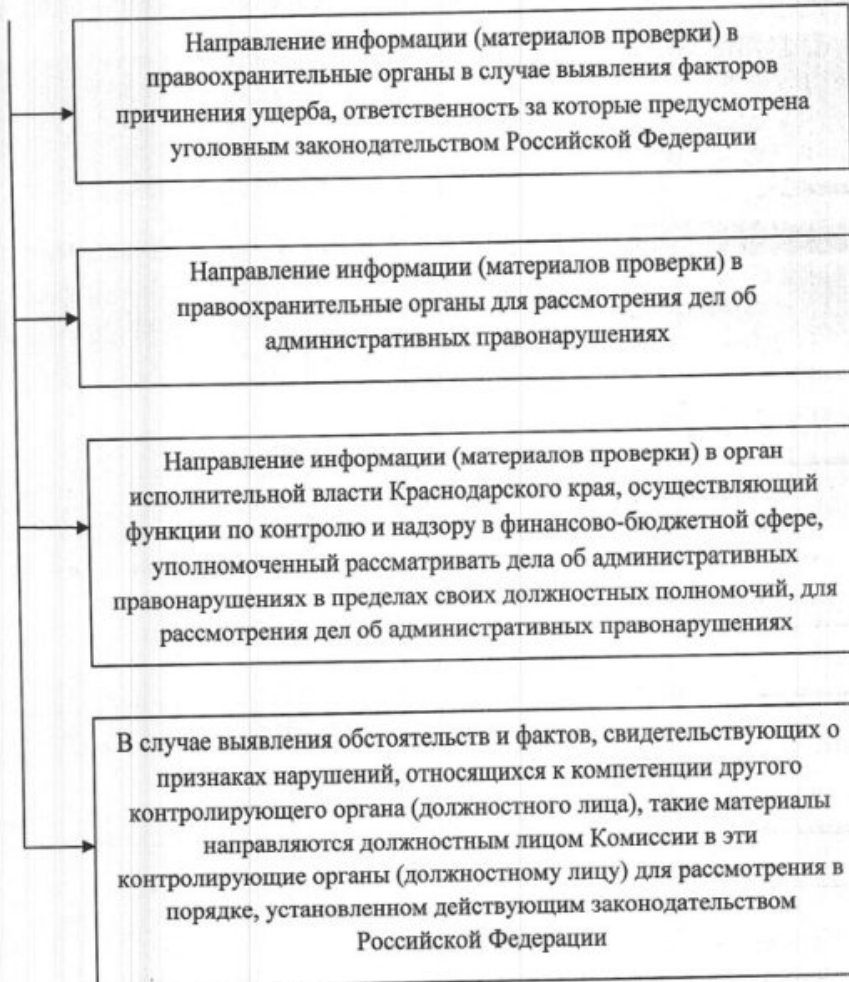 Направление информации (материалов проверки) в
правоохранительные органы в случае выявления факторов
причинения ущерба, ответственность за которые предусмотрена
уголовным законодательством Российской Федерации
Направление информации (материалов проверки) в
правоохранительные органы для рассмотрения дел об
административных правонарушениях
Направление информации (материалов проверки) в орган
исполнительной власти Краснодарского края, осуществляющий
функции по контролю и надзору в финансово-бюджетной сфере,
уполномоченный рассматривать дела об административных
правонарушениях в пределах своих должностных полномочий, для
рассмотрения дел об административных правонарушениях
В случае выявления обстоятельств и фактов, свидетельствующих о
признаках нарушений, относящихся к компетенции другого
контролирующего органа (должностного лица), такие материалы
направляются должностным лицом Комиссии в эти
контролирующие органы (должностному лицу) для рассмотрения в
порядке, установленном действующим законодательством
Российской Федерации